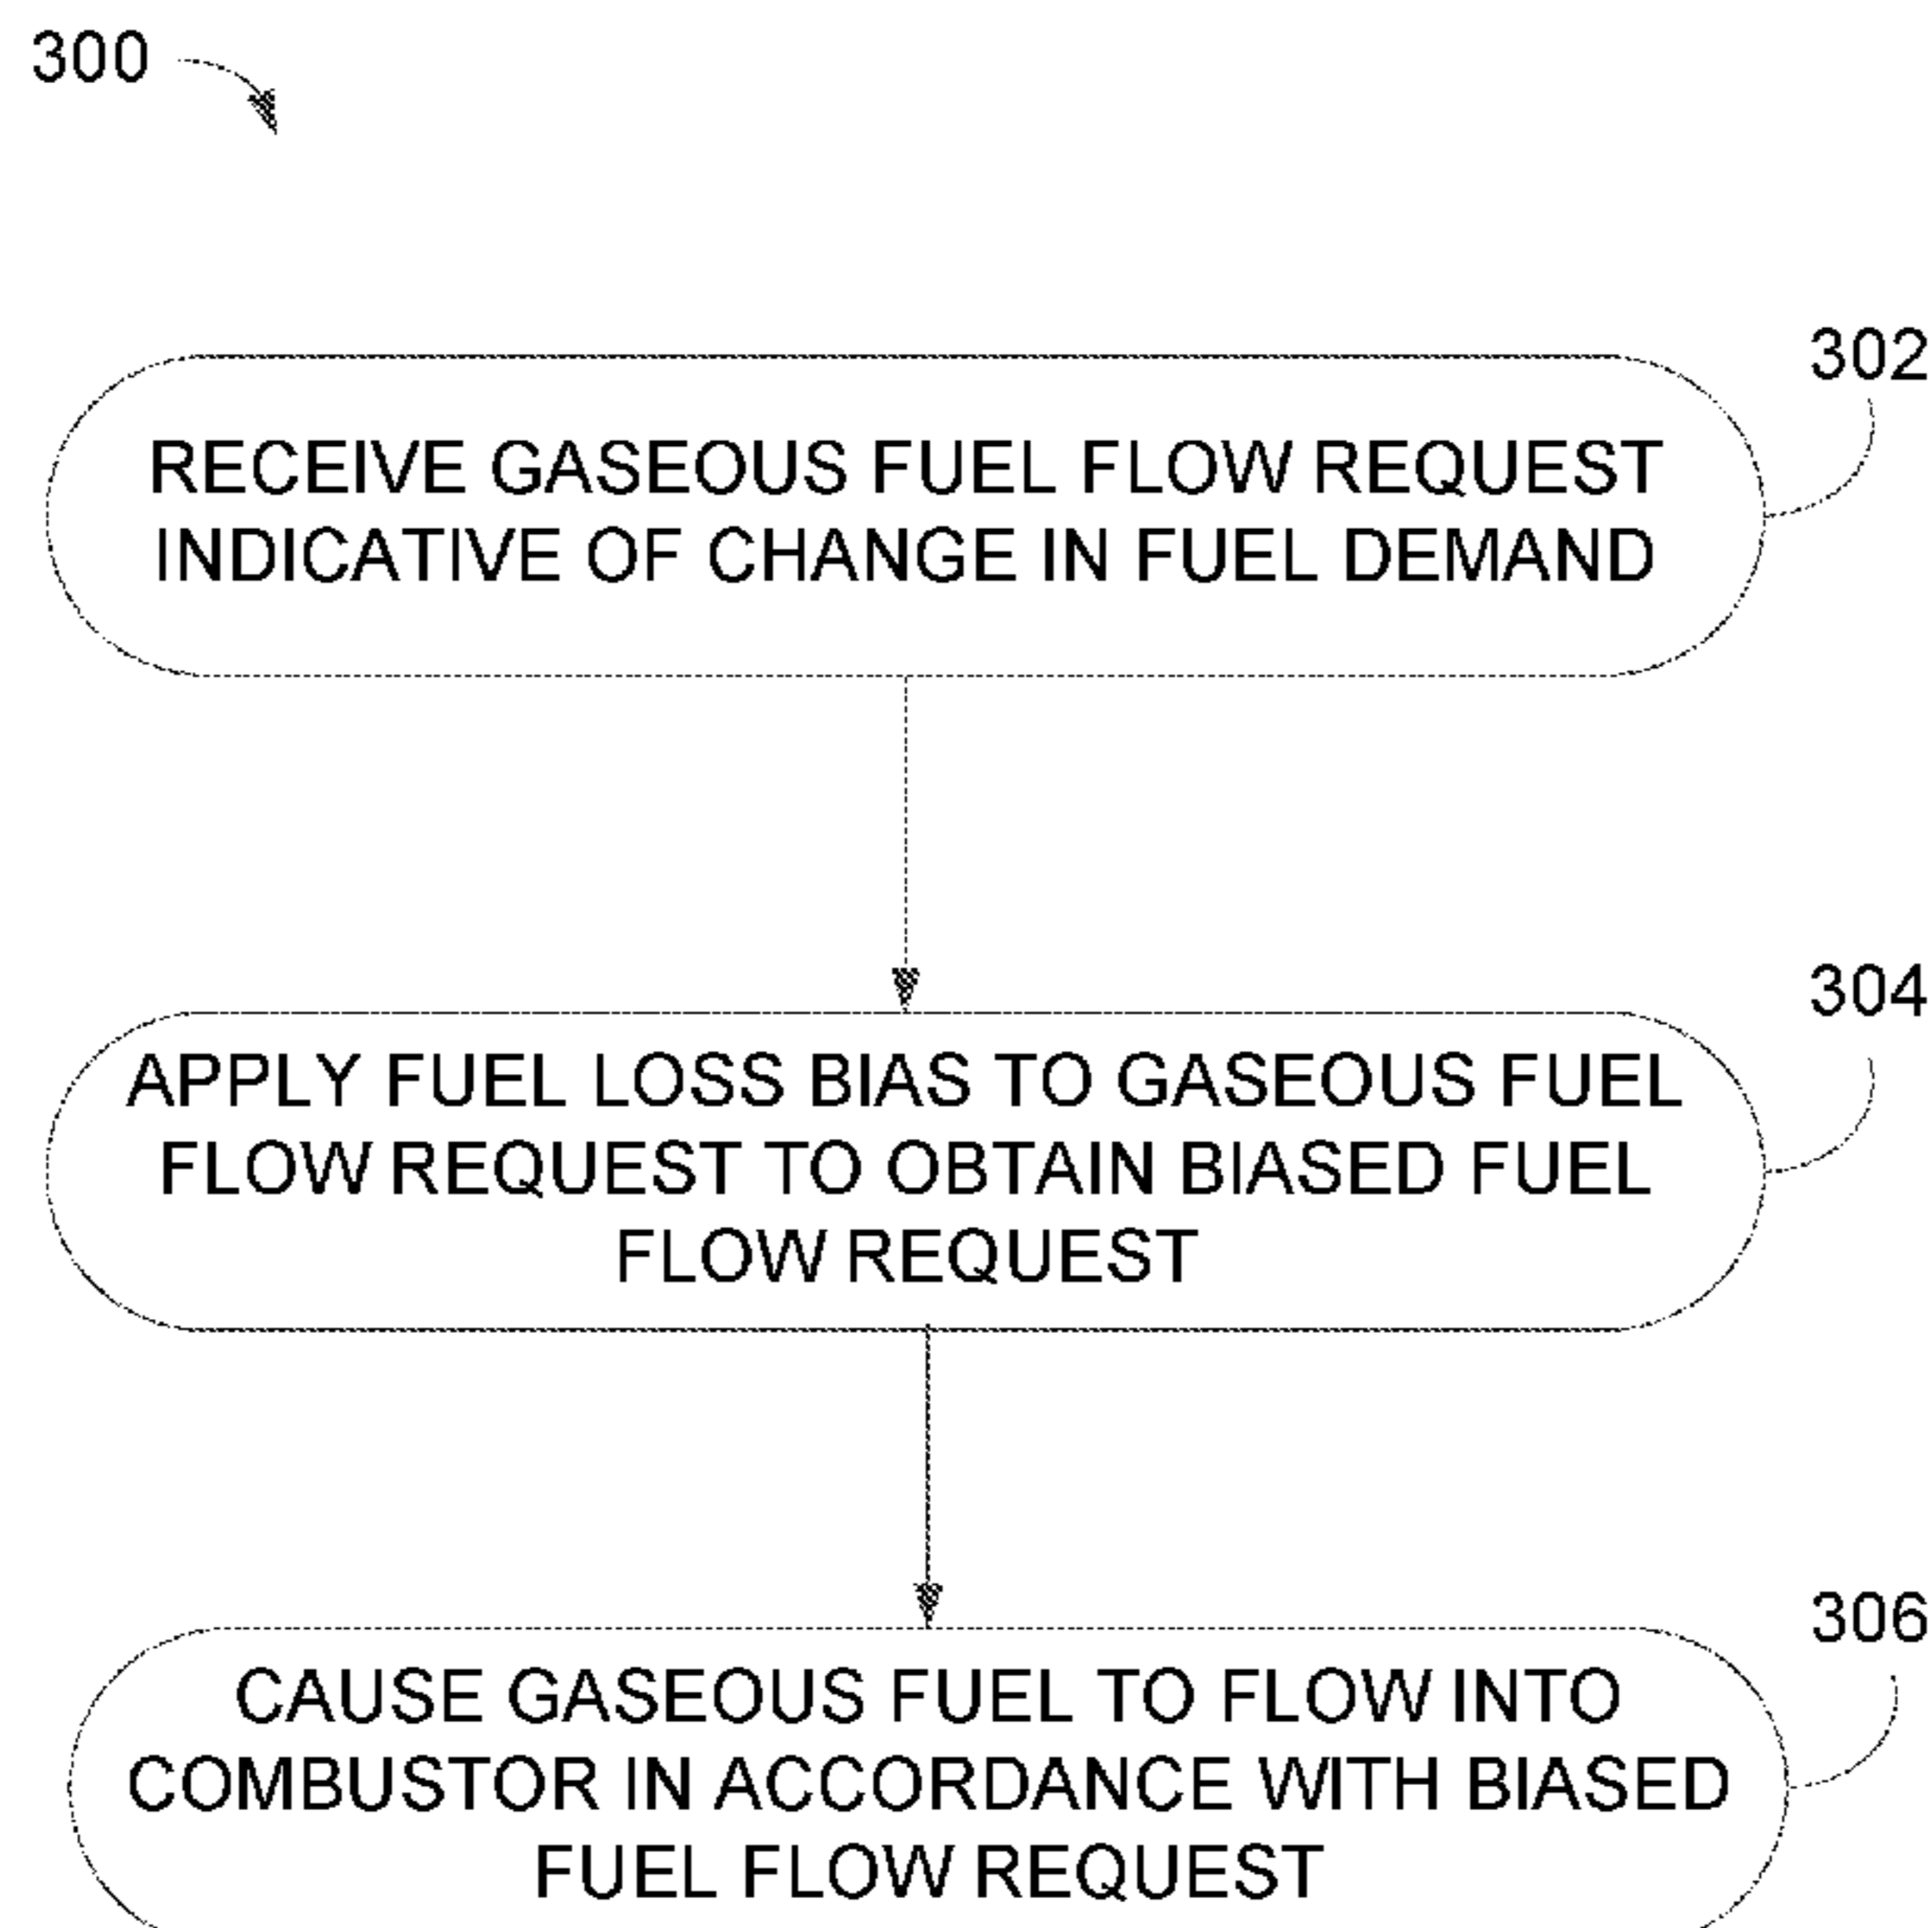 300
302
RECEIVE GASEOUS FUEL FLOW REQUEST
INDICATIVE OF CHANGE IN FUEL DEMAND
304
APPLY FUEL LOSS BIAS TO GASEOUS FUEL
FLOW REQUEST TO OBTAIN BIASED FUEL
FLOW REQUEST
306
CAUSE GASEOUS FUEL TO FLOW INTO
COMBUSTOR IN ACCORDANCE WITH BIASED
FUEL FLOW REQUEST